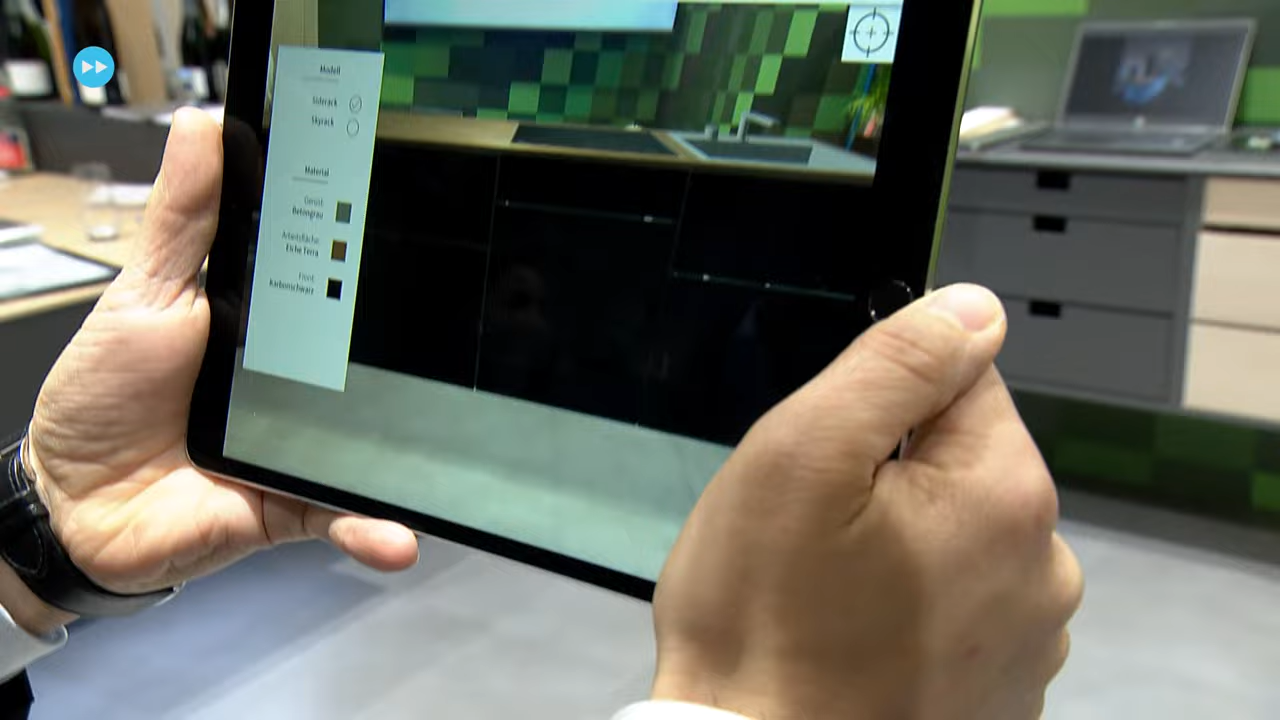 Modell
Siderack
Skyrack
Material
Gerüst:
Betongrau
Arbeitsfläche:
Eiche Terra
Front:
Karbonschwarz